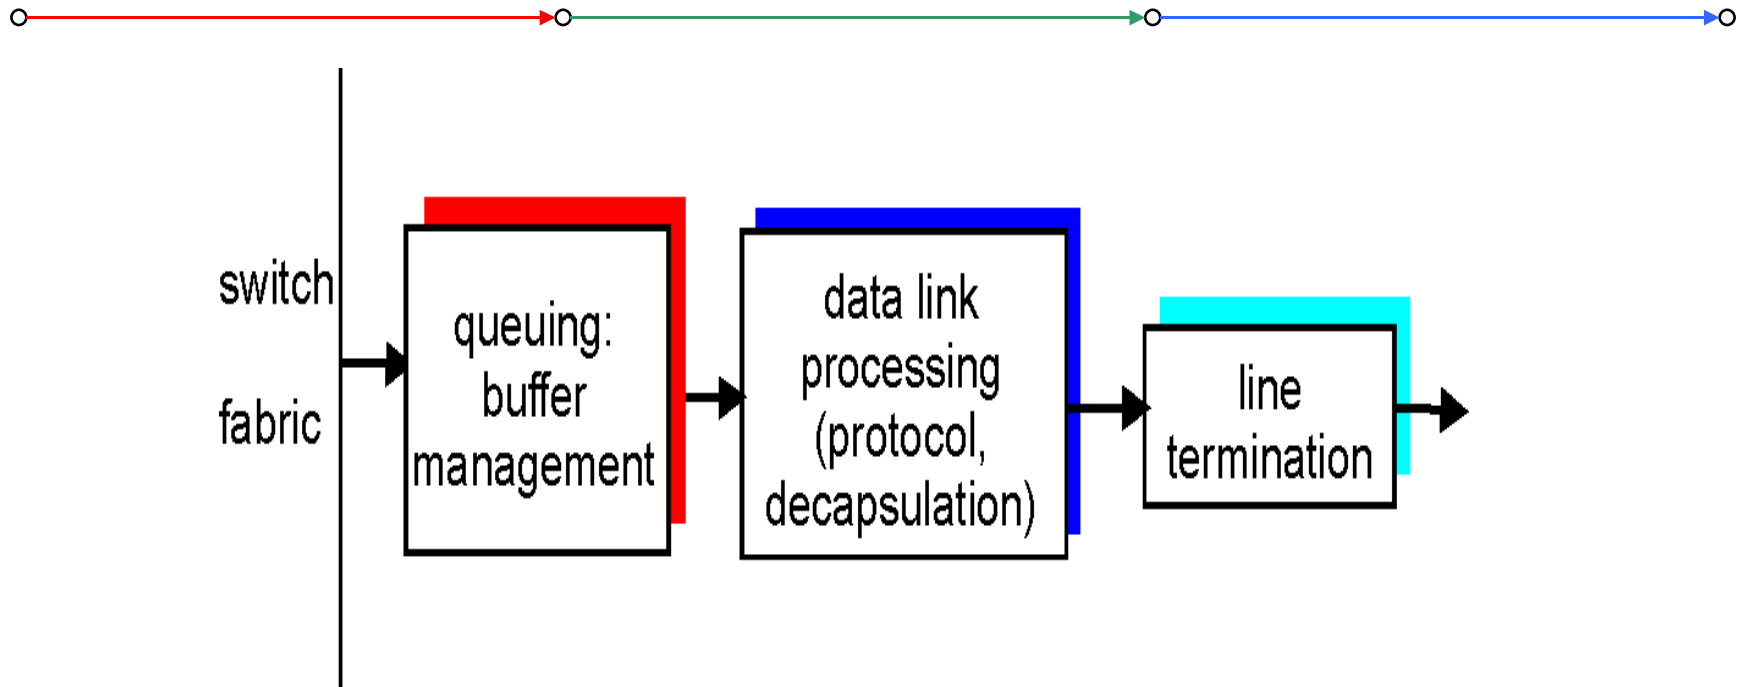 switch
fabric
queuing:
buffer
management
data link
processing
(protocol,
decapsulation)
line
termination